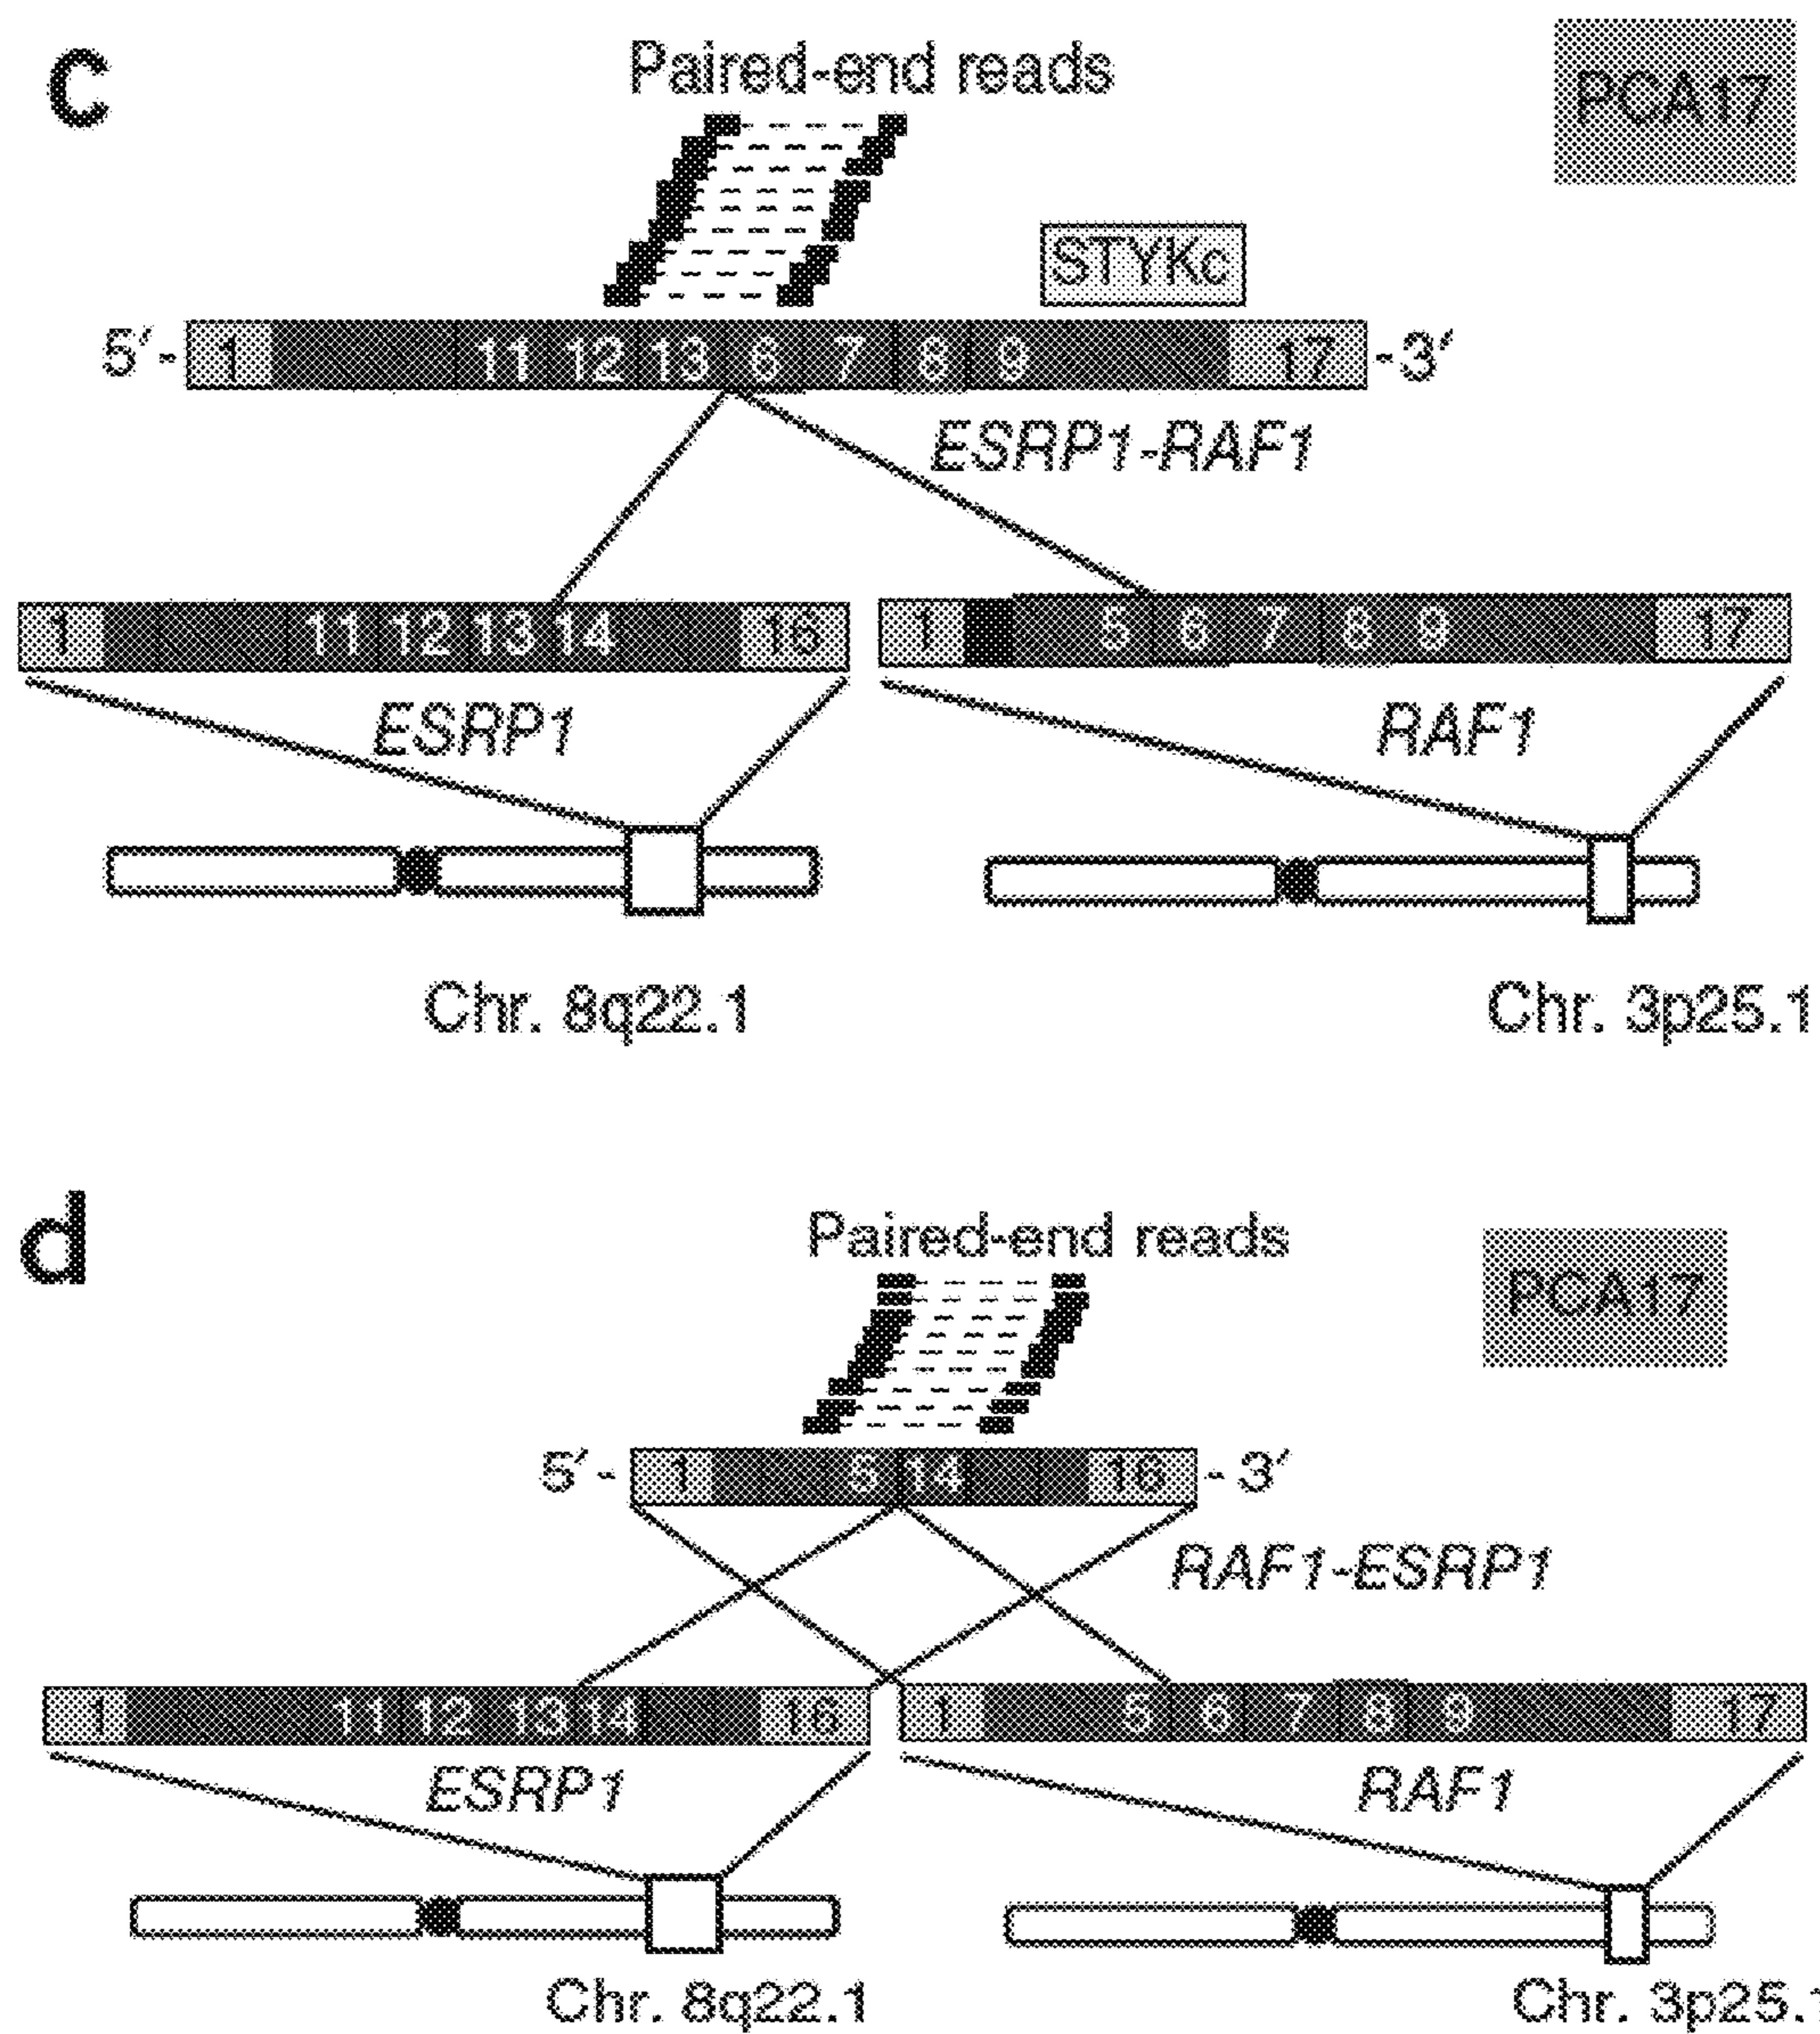 c
Paired-end reads
PCA17
STYKc
5′- 1 11 12 13 6 7 8 9 17 -3′
ESRP1-RAF1
1 11 12 13 14 16
1 5 6 7 8 9 17
ESRP1
RAF1
Chr. 8q22.1
Chr. 3p25.1
d
Paired-end reads
PCA17
5′- 1 5 14 16 -3′
RAF1-ESRP1
1 11 12 13 14 16
1 5 6 7 8 9 17
ESRP1
RAF1
Chr. 8q22.1
Chr. 3p25.1